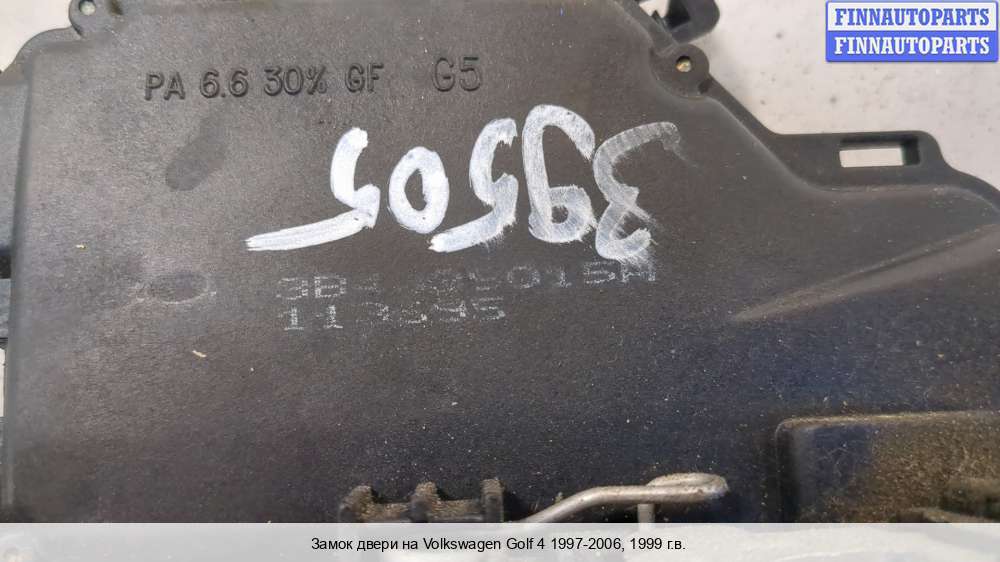 FINNAUTOPARTS
FINNAUTOPARTS
PA 6.6 30% GF G5
39505
Замок двери на Volkswagen Golf 4 1997-2006, 1999 г.в.